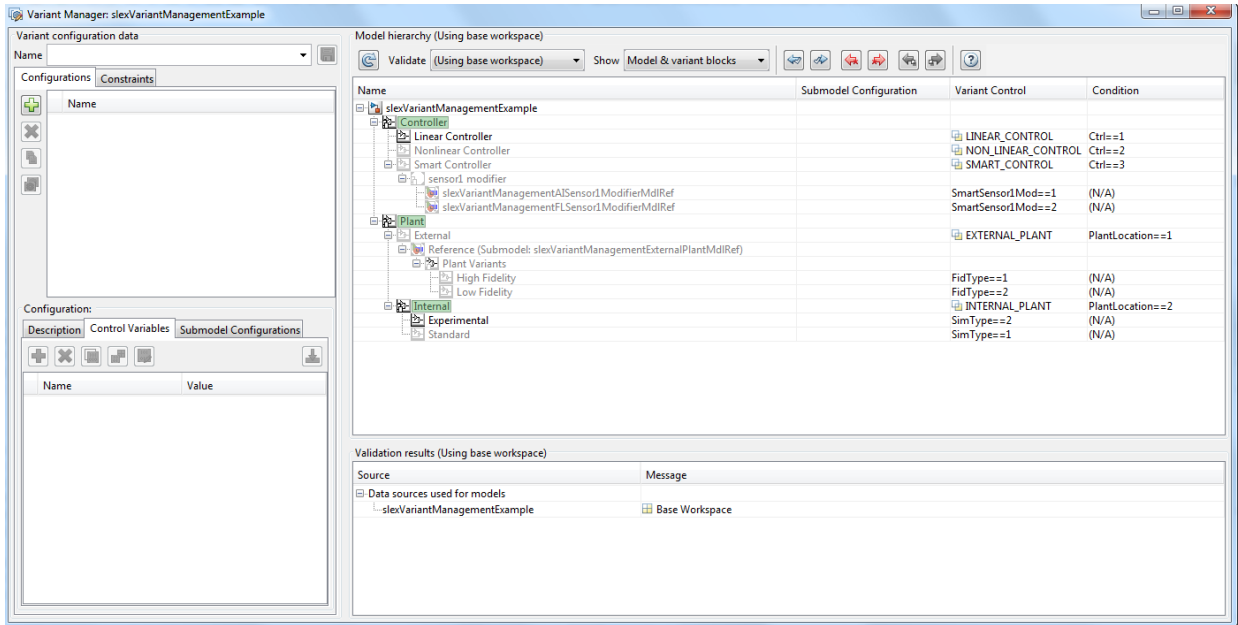 Variant Manager: slexVariantManagementExample
Variant configuration data
Name
Configurations Constraints
Name
Configuration:
Description Control Variables Submodel Configurations
Name Value
Model hierarchy (Using base workspace)
Validate (Using base workspace) Show Model & variant blocks
Name Submodel Configuration Variant Control Condition
slexVariantManagementExample
Controller
Linear Controller LINEAR_CONTROL Ctrl==1
Nonlinear Controller NON_LINEAR_CONTROL Ctrl==2
Smart Controller SMART_CONTROL Ctrl==3
sensor1 modifier
slexVariantManagementAISensor1ModifierMdlRef SmartSensor1Mod==1 (N/A)
slexVariantManagementFLSensor1ModifierMdlRef SmartSensor1Mod==2 (N/A)
Plant
External EXTERNAL_PLANT PlantLocation==1
Reference (Submodel: slexVariantManagementExternalPlantMdlRef)
Plant Variants
High Fidelity FidType==1 (N/A)
Low Fidelity FidType==2 (N/A)
Internal INTERNAL_PLANT PlantLocation==2
Experimental SimType==2 (N/A)
Standard SimType==1 (N/A)
Validation results (Using base workspace)
Source Message
Data sources used for models
slexVariantManagementExample Base Workspace